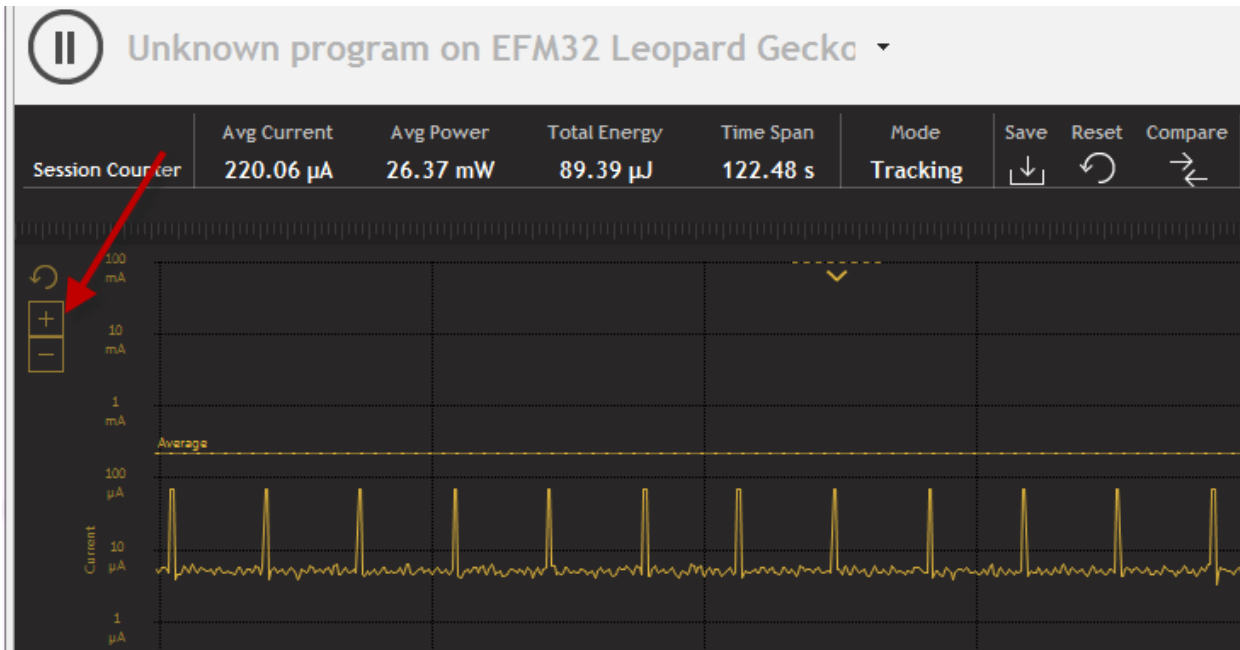 Unknown program on EFM32 Leopard Gecko
Avg Current Avg Power Total Energy Time Span Mode Save Reset Compare
Session Counter 220.06 µA 26.37 mW 89.39 µJ 122.48 s Tracking
100
mA
10
mA
1
mA
Average
100
µA
Current
10
µA
1
µA